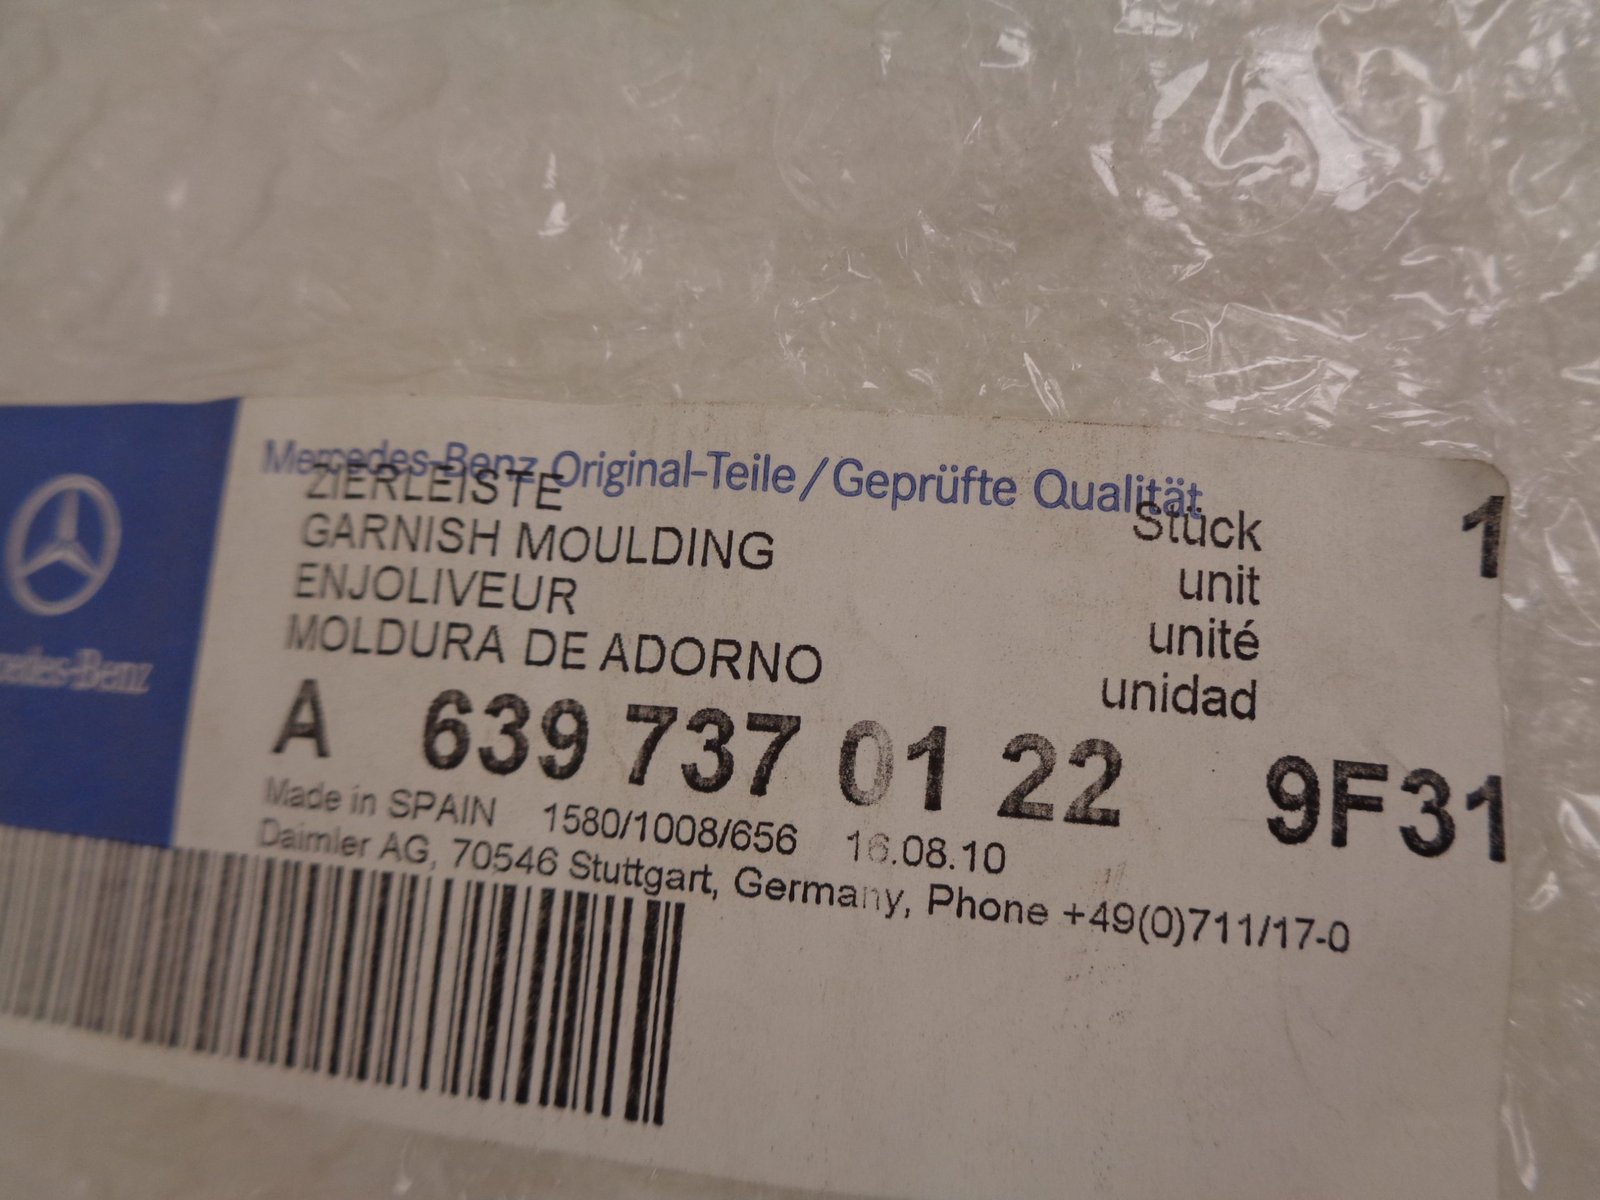 Mercedes-Benz Original-Teile/Geprüfte Qualität
ZIERLEISTE
GARNISH MOULDING
ENJOLIVEUR
MOLDURA DE ADORNO
Stück 1
unit
unité
unidad
A 639 737 01 22 9F31
Made in SPAIN 1580/1008/656 16.08.10
Daimler AG, 70546 Stuttgart, Germany, Phone +49(0)711/17-0